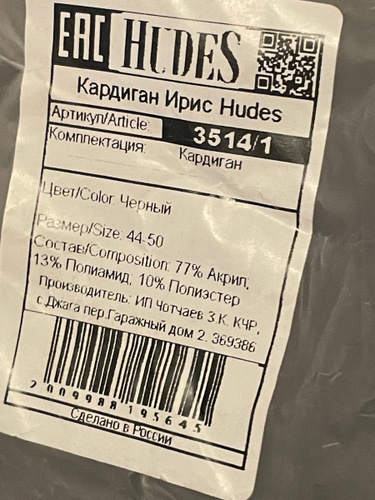 EAC HUDES
Кардиган Ирис Hudes
Артикул/Article: 3514/1
Комплектация: Кардиган
Цвет/Color: Черный
Размер/Size: 44-50
Состав/Composition: 77% Акрил,
13% Полиамид, 10% Полиэстер
Производитель: ИП Чотчаев З.К. КЧР,
с.Джага пер.Гаражный дом 2. 369386
2009988195645
Сделано в России